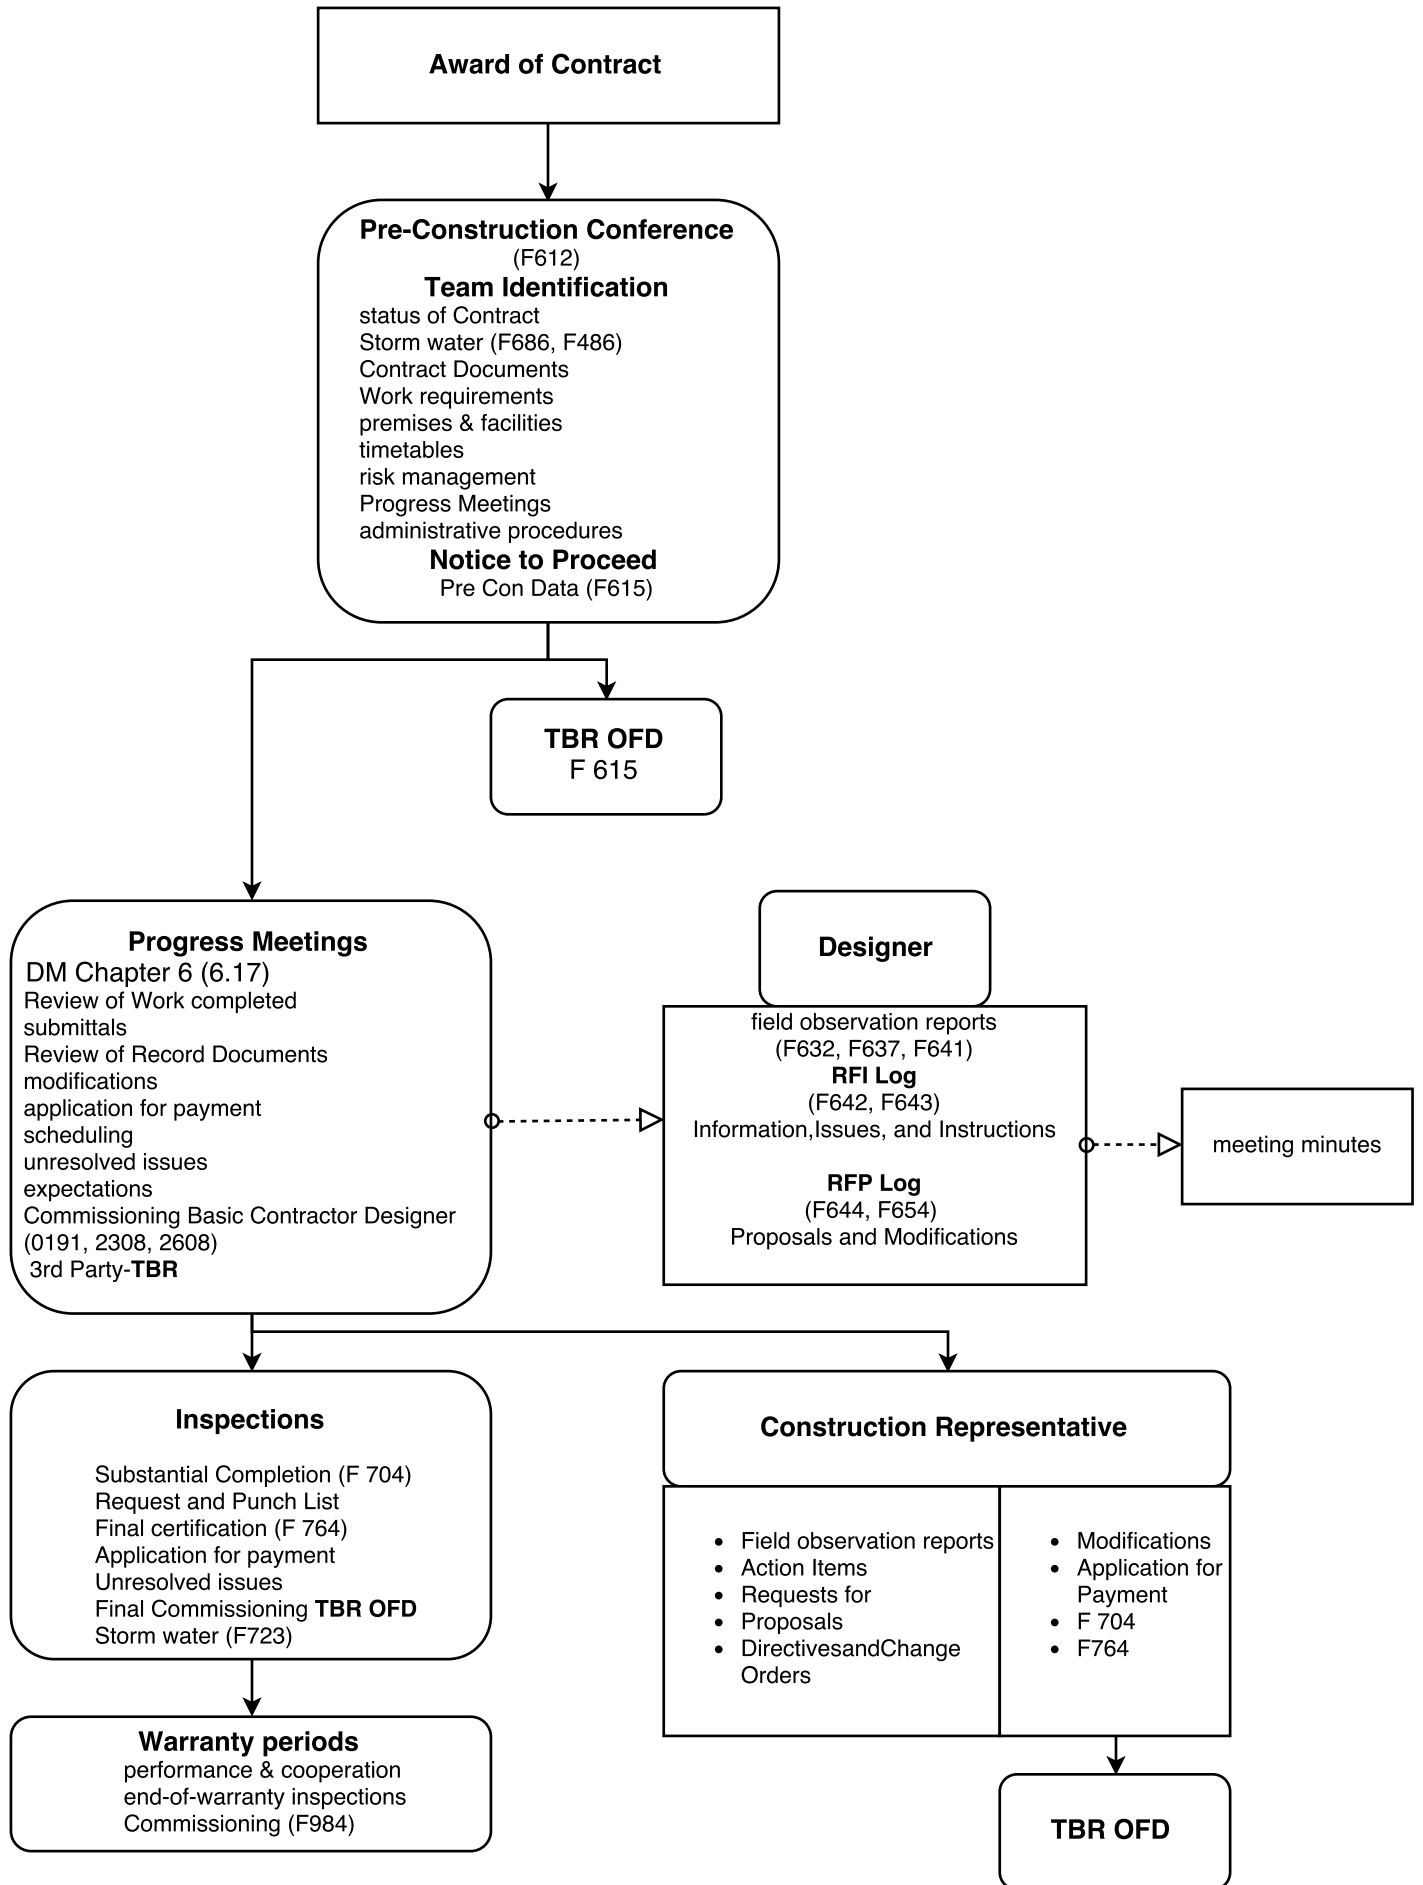 Award of Contract
Pre-Construction Conference
(F612)
Team Identification
status of Contract
Storm water (F686, F486)
Contract Documents
Work requirements
premises & facilities
timetables
risk management
Progress Meetings
administrative procedures
Notice to Proceed
Pre Con Data (F615)
TBR OFD
F 615
Progress Meetings
DM Chapter 6 (6.17)
Review of Work completed
submittals
Review of Record Documents
modifications
application for payment
scheduling
unresolved issues
expectations
Commissioning Basic Contractor Designer
(0191, 2308, 2608)
3rd Party-TBR
Designer
field observation reports
(F632, F637, F641)
RFI Log
(F642, F643)
Information,Issues, and Instructions
RFP Log
(F644, F654)
Proposals and Modifications
meeting minutes
Inspections
Substantial Completion (F 704)
Request and Punch List
Final certification (F 764)
Application for payment
Unresolved issues
Final Commissioning TBR OFD
Storm water (F723)
Warranty periods
performance & cooperation
end-of-warranty inspections
Commissioning (F984)
Construction Representative
• Field observation reports
• Action Items
• Requests for
• Proposals
• DirectivesandChange
Orders
• Modifications
• Application for
Payment
• F 704
• F764
TBR OFD